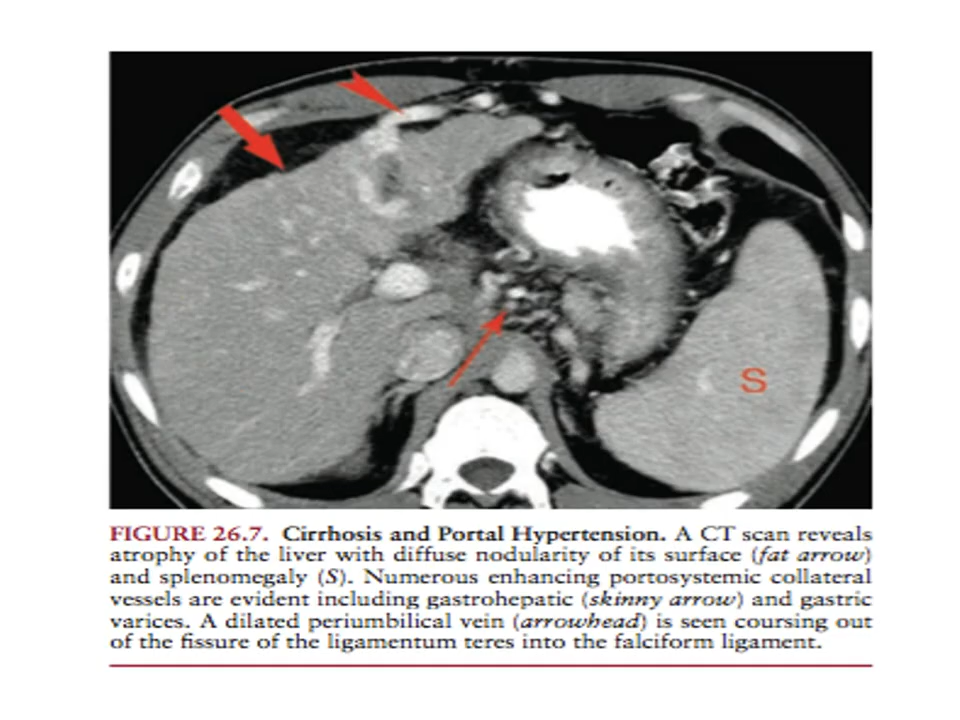 S
FIGURE 26.7. Cirrhosis and Portal Hypertension. A CT scan reveals
atrophy of the liver with diffuse nodularity of its surface (fat arrow)
and splenomegaly (S). Numerous enhancing portosystemic collateral
vessels are evident including gastrohepatic (skinny arrow) and gastric
varices. A dilated periumbilical vein (arrowhead) is seen coursing out
of the fissure of the ligamentum teres into the falciform ligament.